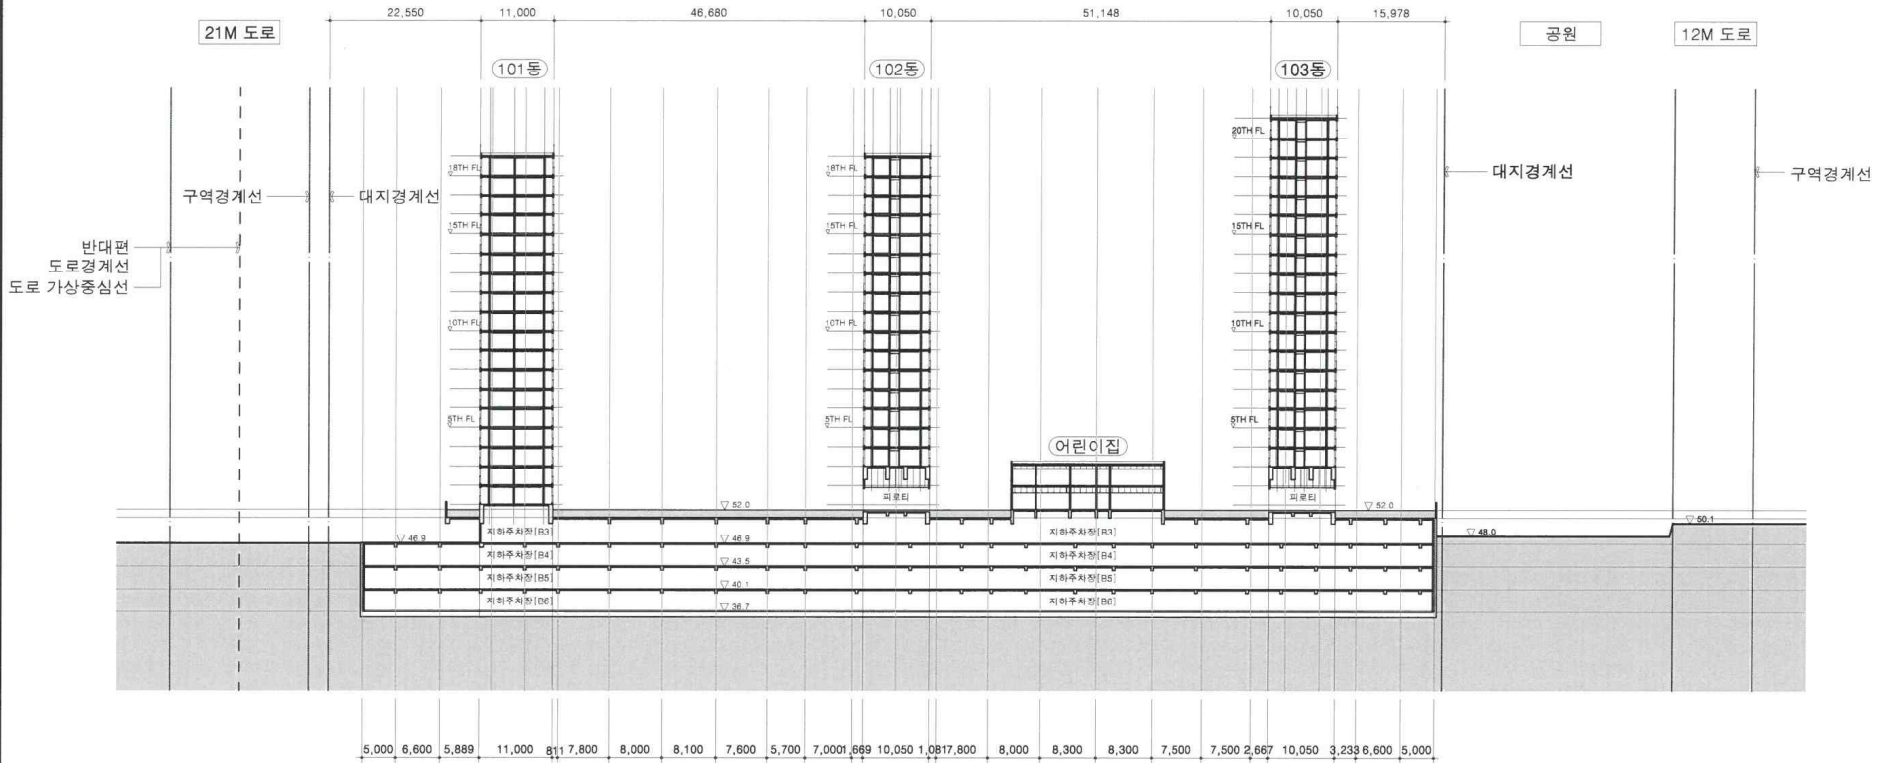 22,550 11,000 46,680 10,050 51,148 10,050 15,978
21M 도로
공원
12M 도로
101동
102동
103동
20TH FL
18TH FL
18TH FL
대지경계선
구역경계선
구역경계선
대지경계선
15TH FL
15TH FL
15TH FL
반대편
도로경계선
도로 가상중심선
10TH FL
10TH FL
10TH FL
5TH FL
5TH FL
5TH FL
어린이집
피로티
피로티
52.0
52.0
50.1
지하주차장[B3]
지하주차장[B3]
48.0
46.9
46.9
지하주차장[B4]
지하주차장[B4]
43.5
지하주차장[B5]
지하주차장[B5]
40.1
지하주차장[B6]
지하주차장[B6]
36.7
5,000 6,600 5,889 11,000 811 7,800 8,000 8,100 7,600 5,700 7,000 1,669 10,050 1,081 7,800 8,000 8,300 8,300 7,500 7,500 2,667 10,050 3,233 6,600 5,000